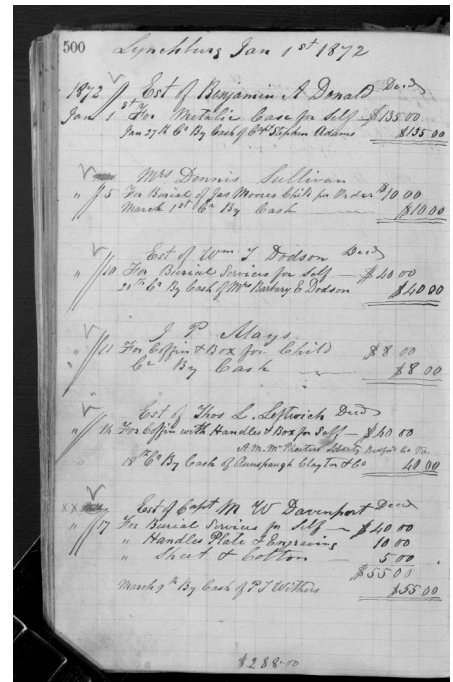 500 Lynchburg Jan 1st 1872
1872 Est of Benjamin A Donald Decd
Jan 1st For Metalic Case for Self — $135.00
Jan 27th Cr By Cash of Stephen Adams $135 00
Mrs Dennis Sullivan
" 5 For Burial of Jas Moores Child per Order $10 00
March 1st Cr By Cash — $10 00
Est of Wm T Dodson Decd
" 10 For Burial Services for Self — $40 00
Cr By Cash of Mrs Barbary E Dodson $40 00
J P Mays
" 11 For Coffin & Box for Child $8 00
Cr By Cash — $8 00
Est of Thos L Leftwich Decd
" 14 For Coffin with Handles & Box for Self — $40 00
A. M. Liberty Bedford Co Va
18th Cr By Cash of Clayton & Co 40 00
Est of Capt M W Davenport Decd
" 17 For Burial Services for Self — $40 00
" Handles Plate & Engraving 10 00
" Sheet & Cotton — 5 00
$55 00
March 9th By Cash of P T Withers $55 00
$288.00